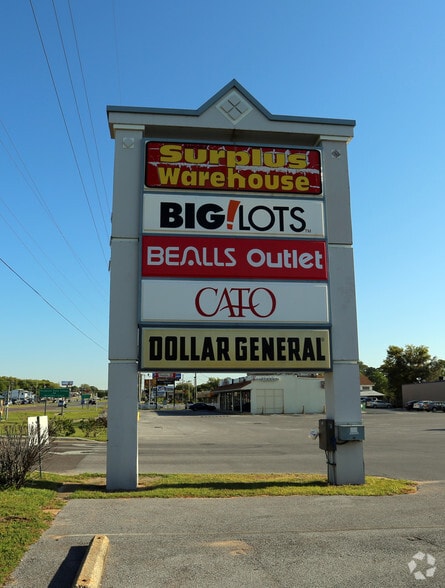 Surplus
Warehouse
BIG!LOTS
BEALLS OUTLET
CATO
DOLLAR GENERAL